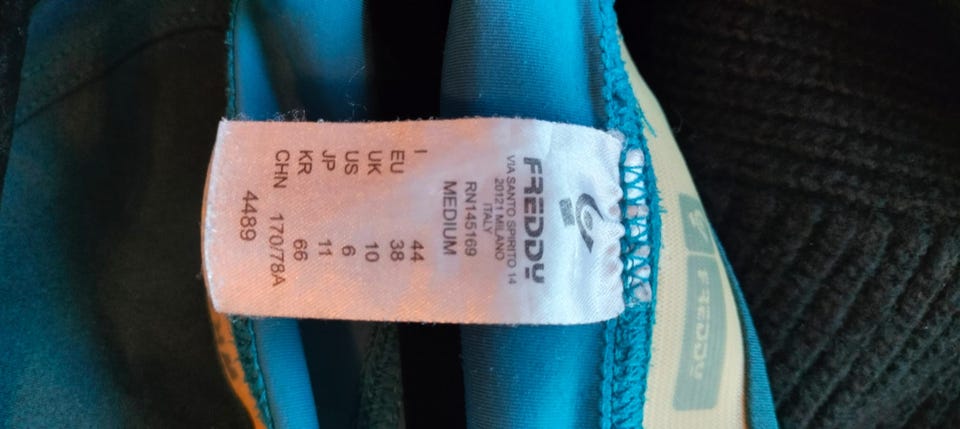 FREDDY
VIA SANTO SPIRITO 14
20121 MILANO
ITALY
RN145169
MEDIUM
I 44
EU 38
UK 10
US 6
JP 11
KR 66
CHN 170/78A
4489
FREDDY